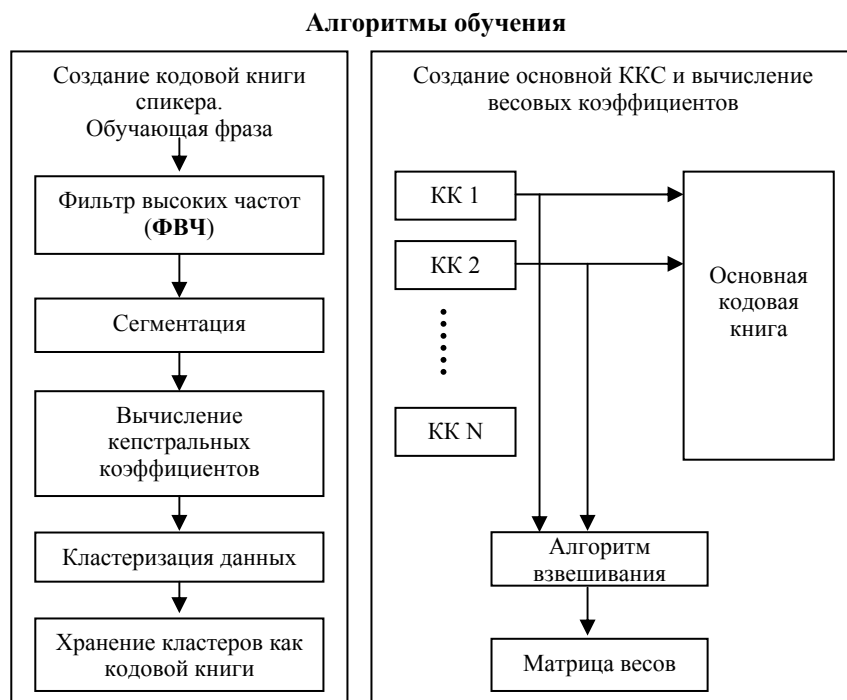 Алгоритмы обучения
Создание кодовой книги
спикера.
Обучающая фраза
Фильтр высоких частот
(ФВЧ)
Сегментация
Вычисление
кепстральных
коэффициентов
Кластеризация данных
Хранение кластеров как
кодовой книги
Создание основной ККС и вычисление
весовых коэффициентов
КК 1
КК 2
КК N
Основная
кодовая
книга
Алгоритм
взвешивания
Матрица весов